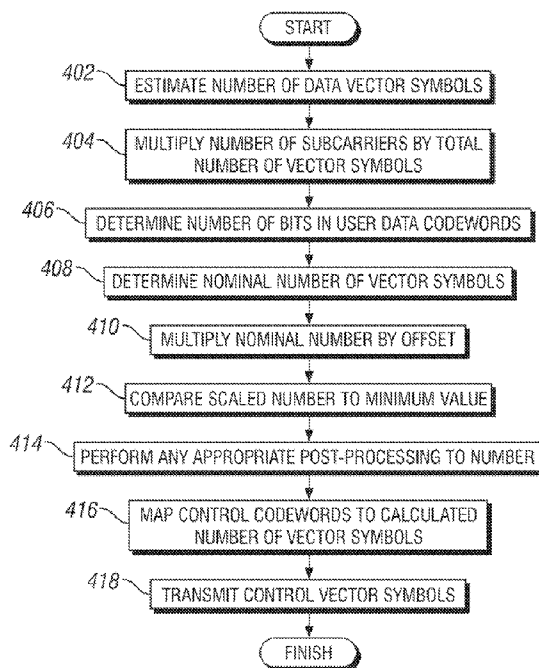 START
402
ESTIMATE NUMBER OF DATA VECTOR SYMBOLS
404
MULTIPLY NUMBER OF SUBCARRIERS BY TOTAL
NUMBER OF VECTOR SYMBOLS
406
DETERMINE NUMBER OF BITS IN USER DATA CODEWORDS
408
DETERMINE NOMINAL NUMBER OF VECTOR SYMBOLS
410
MULTIPLY NOMINAL NUMBER BY OFFSET
412
COMPARE SCALED NUMBER TO MINIMUM VALUE
414
PERFORM ANY APPROPRIATE POST-PROCESSING TO NUMBER
416
MAP CONTROL CODEWORDS TO CALCULATED
NUMBER OF VECTOR SYMBOLS
418
TRANSMIT CONTROL VECTOR SYMBOLS
FINISH